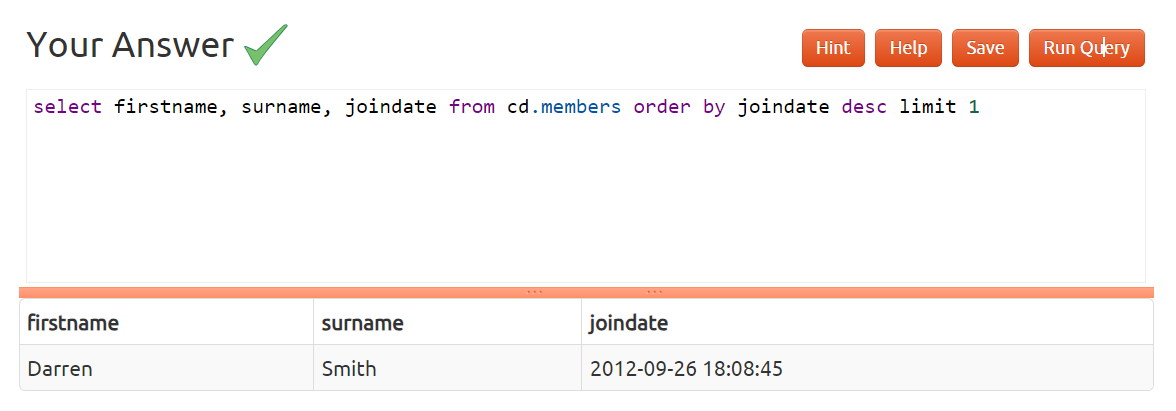 Your Answer
Hint Help Save Run Query
select firstname, surname, joindate from cd.members order by joindate desc limit 1
firstname surname joindate
Darren Smith 2012-09-26 18:08:45